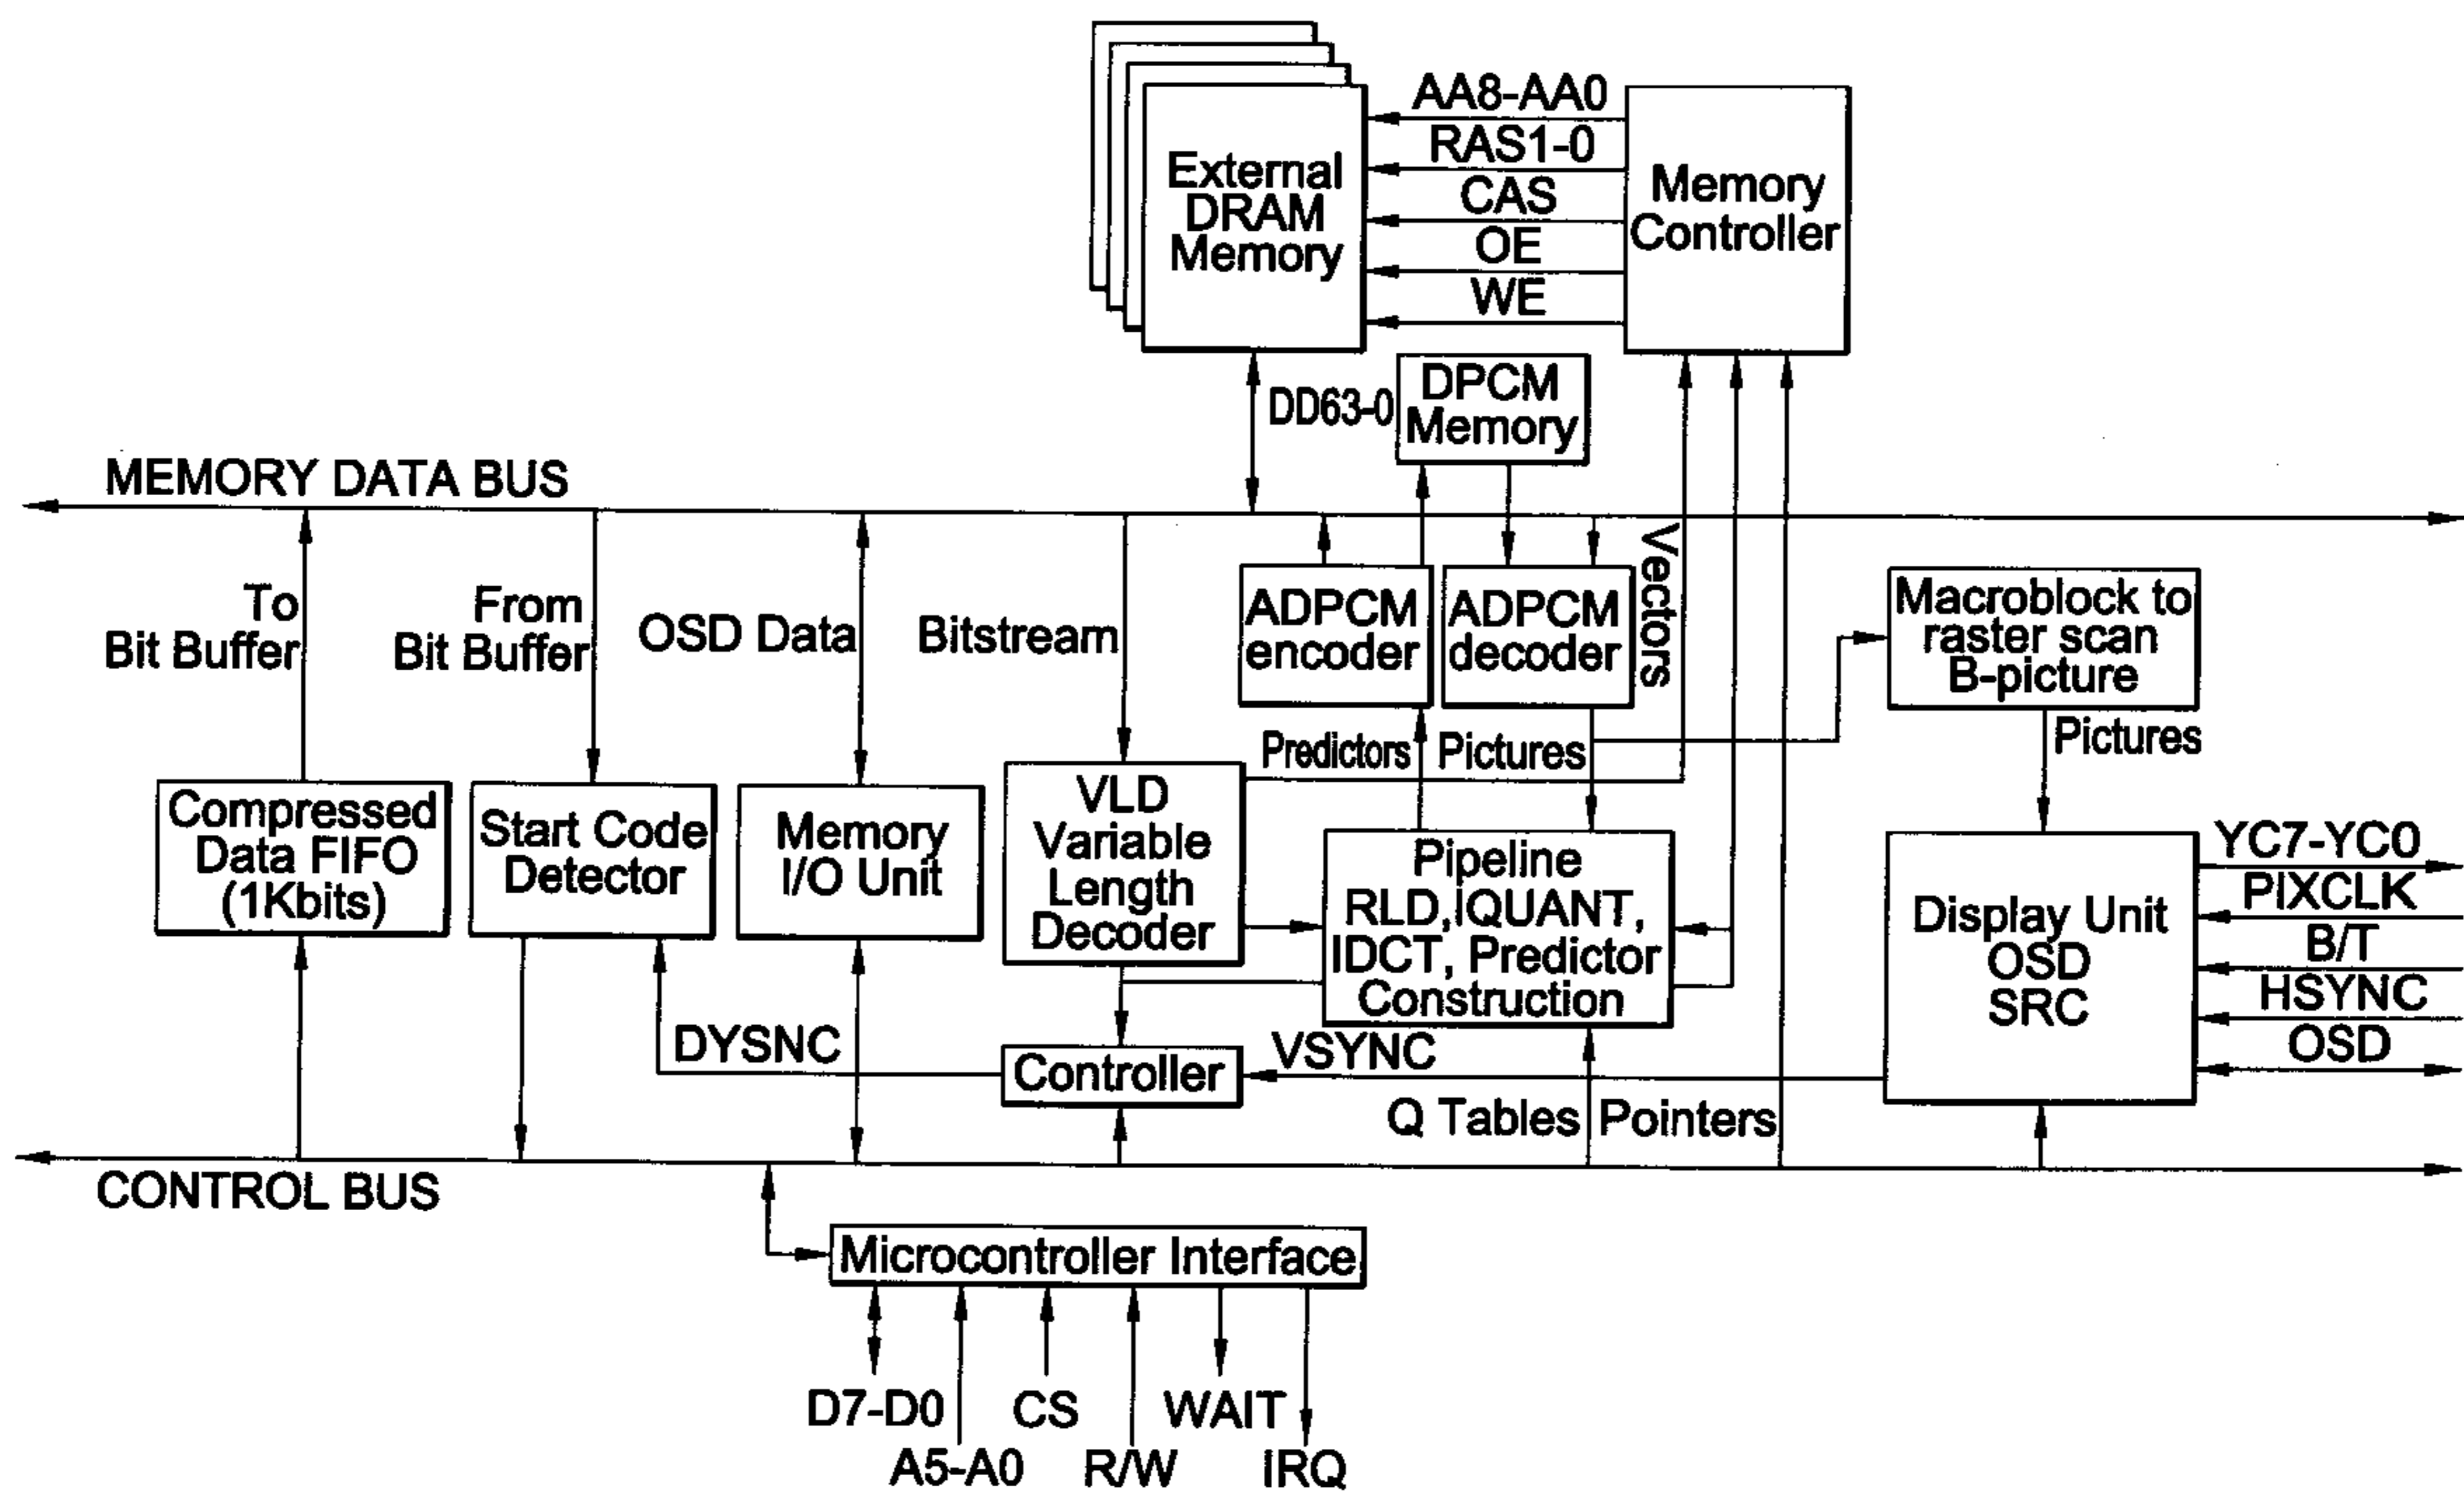 AA8-AA0
RAS1-0
CAS
OE
WE
External
DRAM
Memory
Memory
Controller
DD63-0
DPCM
Memory
MEMORY DATA BUS
To
Bit Buffer
From
Bit Buffer
OSD Data
Bitstream
ADPCM
encoder
ADPCM
decoder
Vectors
Macroblock to
raster scan
B-picture
Predictors
Pictures
Pictures
Compressed
Data FIFO
(1Kbits)
Start Code
Detector
Memory
I/O Unit
VLD
Variable
Length
Decoder
Pipeline
RLD,IQUANT,
IDCT, Predictor
Construction
Display Unit
OSD
SRC
YC7-YC0
PIXCLK
B/T
HSYNC
OSD
DYSNC
Controller
VSYNC
Q Tables
Pointers
CONTROL BUS
Microcontroller Interface
D7-D0
CS
WAIT
A5-A0
R/W
IRQ